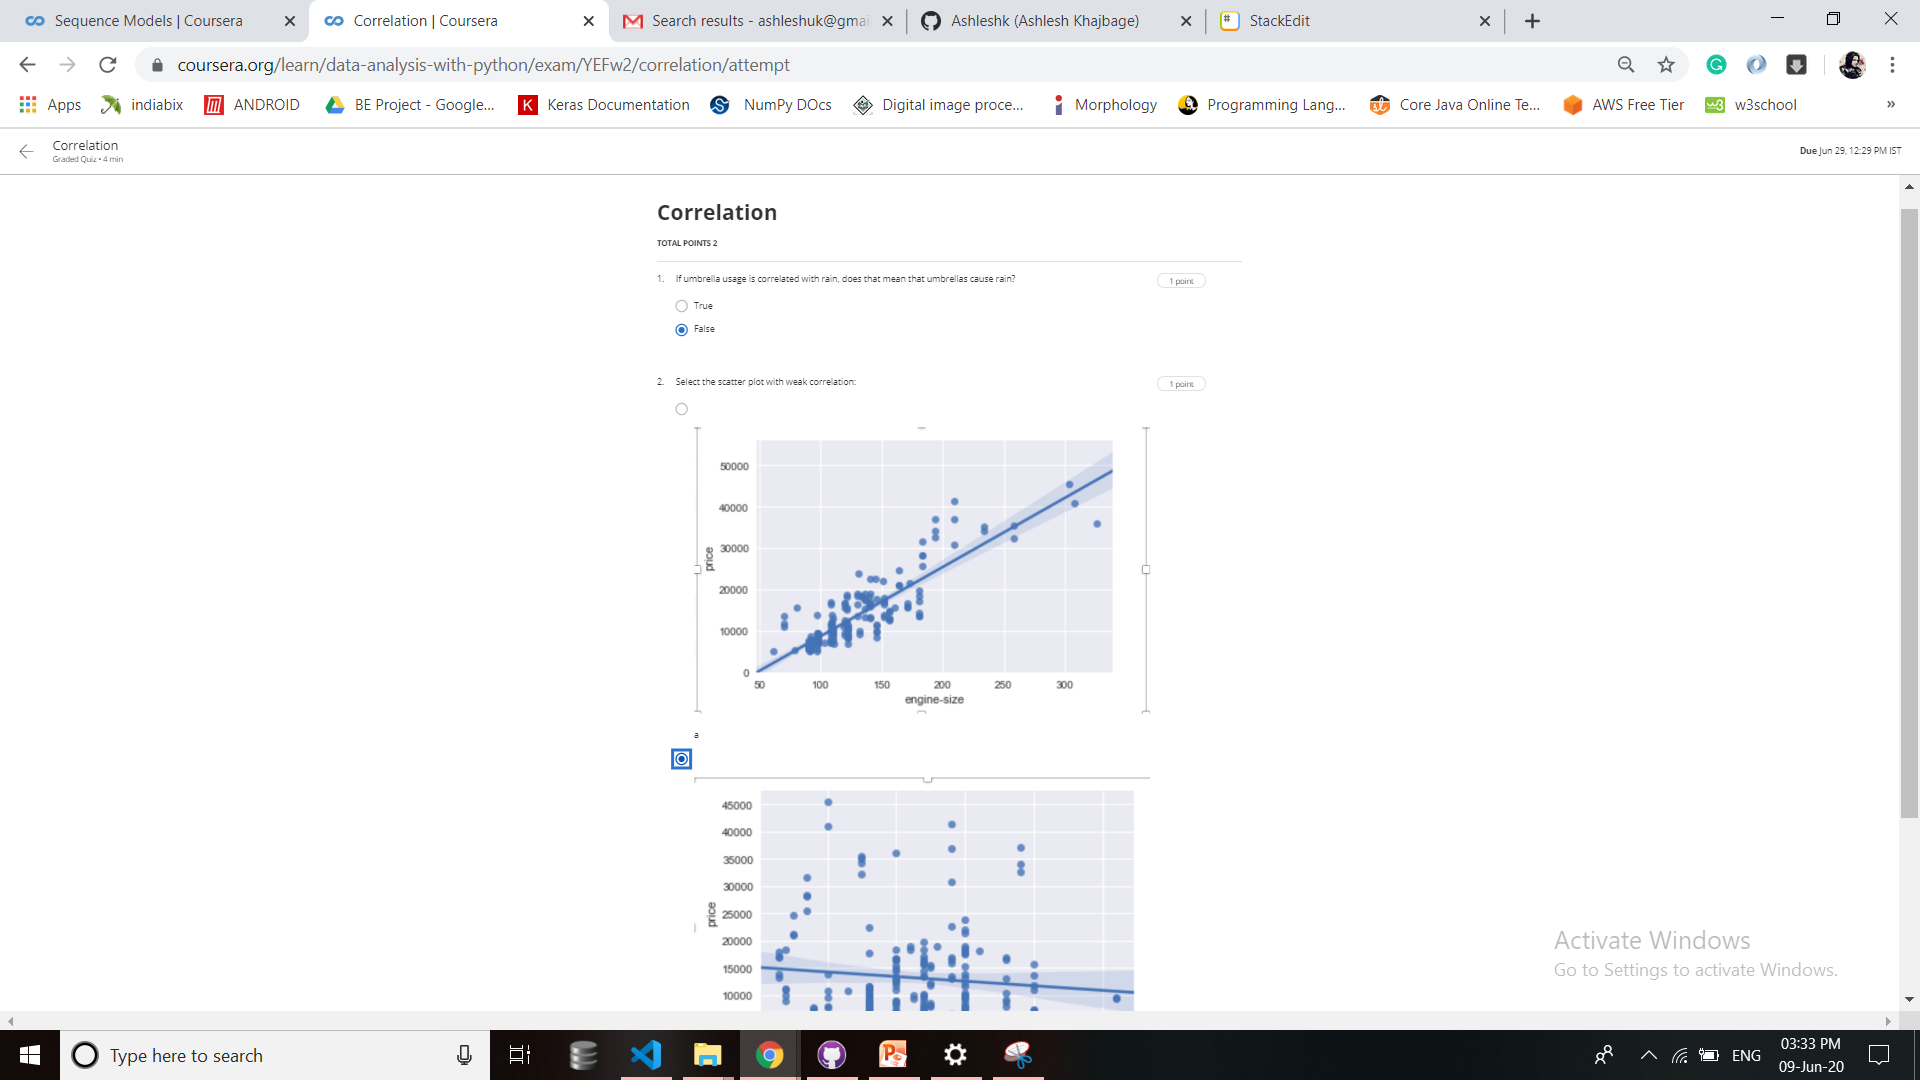 Sequence Models | Coursera
Correlation | Coursera
Search results - ashleshuk@gmai
Ashleshk (Ashlesh Khajbage)
StackEdit
coursera.org/learn/data-analysis-with-python/exam/YEFw2/correlation/attempt
Apps
indiabix
ANDROID
BE Project - Google...
Keras Documentation
NumPy DOcs
Digital image proce...
Morphology
Programming Lang...
Core Java Online Te...
AWS Free Tier
w3school
»
Correlation
Graded Quiz • 4 min
Due Jun 29, 12:29 PM IST
Correlation
TOTAL POINTS 2
1. If umbrella usage is correlated with rain, does that mean that umbrellas cause rain?
1 point
True
False
2. Select the scatter plot with weak correlation:
1 point
50000
40000
30000
20000
10000
0
price
50 100 150 200 250 300
engine-size
a
45000
40000
35000
30000
25000
20000
15000
10000
price
Activate Windows
Go to Settings to activate Windows.
Type here to search
ENG
03:33 PM
09-Jun-20